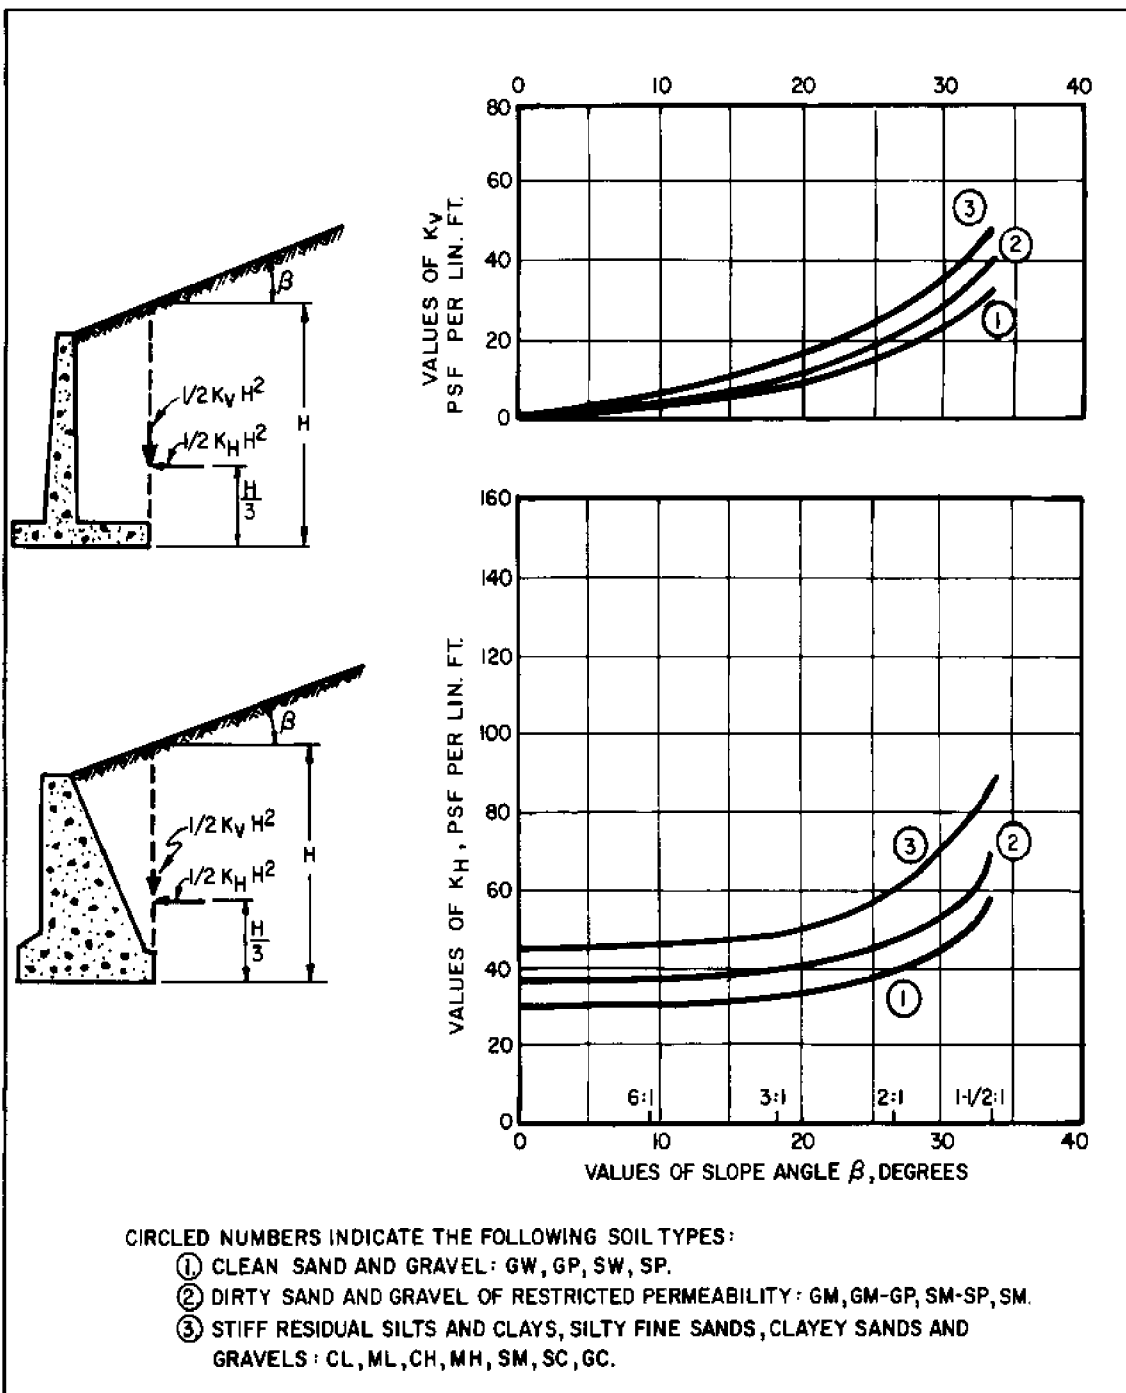 0 10 20 30 40
80
60
40
20
0
VALUES OF KV
PSF PER LIN. FT.
3
2
1
β
1/2 KV H2
1/2 KH H2
H
H/3
160
140
120
100
80
60
40
20
0
VALUES OF KH, PSF PER LIN. FT.
3
2
1
6:1 3:1 2:1 1-1/2:1
0 10 20 30 40
VALUES OF SLOPE ANGLE β, DEGREES
β
1/2 KV H2
1/2 KH H2
H
H/3
CIRCLED NUMBERS INDICATE THE FOLLOWING SOIL TYPES:
1 CLEAN SAND AND GRAVEL: GW, GP, SW, SP.
2 DIRTY SAND AND GRAVEL OF RESTRICTED PERMEABILITY: GM, GM-GP, SM-SP, SM.
3 STIFF RESIDUAL SILTS AND CLAYS, SILTY FINE SANDS, CLAYEY SANDS AND
GRAVELS: CL, ML, CH, MH, SM, SC, GC.